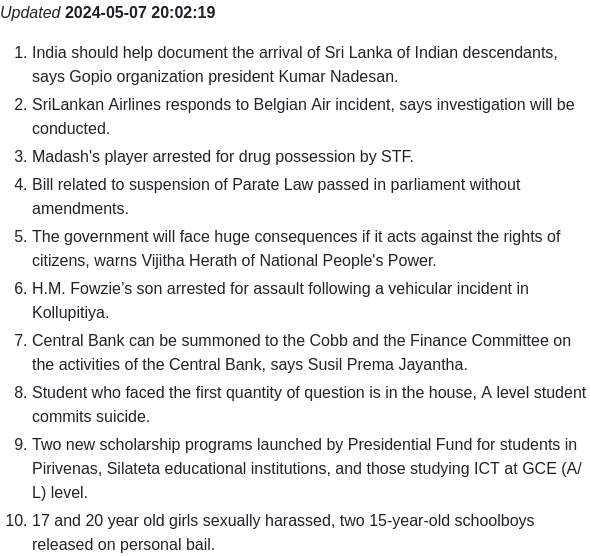 Updated 2024-05-07 20:02:19
1. India should help document the arrival of Sri Lanka of Indian descendants,
says Gopio organization president Kumar Nadesan.
2. SriLankan Airlines responds to Belgian Air incident, says investigation will be
conducted.
3. Madash's player arrested for drug possession by STF.
4. Bill related to suspension of Parate Law passed in parliament without
amendments.
5. The government will face huge consequences if it acts against the rights of
citizens, warns Vijitha Herath of National People's Power.
6. H.M. Fowzie’s son arrested for assault following a vehicular incident in
Kollupitiya.
7. Central Bank can be summoned to the Cobb and the Finance Committee on
the activities of the Central Bank, says Susil Prema Jayantha.
8. Student who faced the first quantity of question is in the house, A level student
commits suicide.
9. Two new scholarship programs launched by Presidential Fund for students in
Pirivenas, Silateta educational institutions, and those studying ICT at GCE (A/
L) level.
10. 17 and 20 year old girls sexually harassed, two 15-year-old schoolboys
released on personal bail.